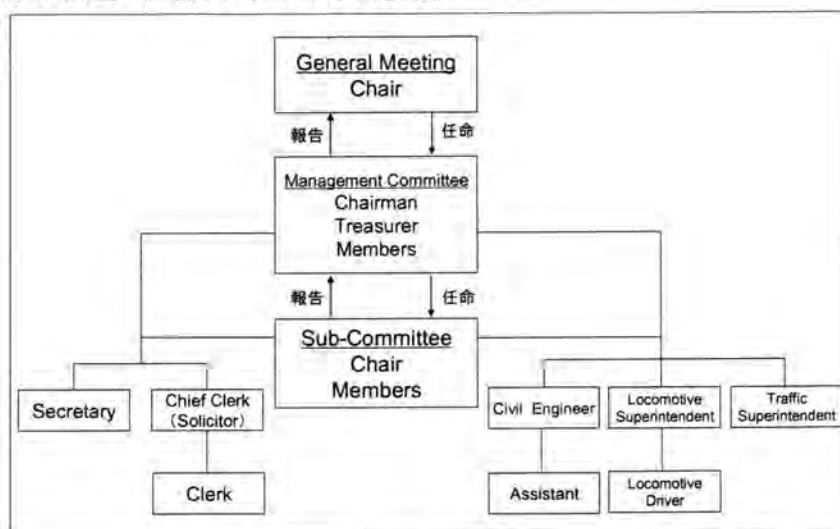 General Meeting
Chair
報告
任命
Management Committee
Chairman
Treasurer
Members
報告
任命
Sub-Committee
Chair
Members
Secretary
Chief Clerk
(Solicitor)
Clerk
Civil Engineer
Locomotive
Superintendent
Traffic
Superintendent
Assistant
Locomotive
Driver